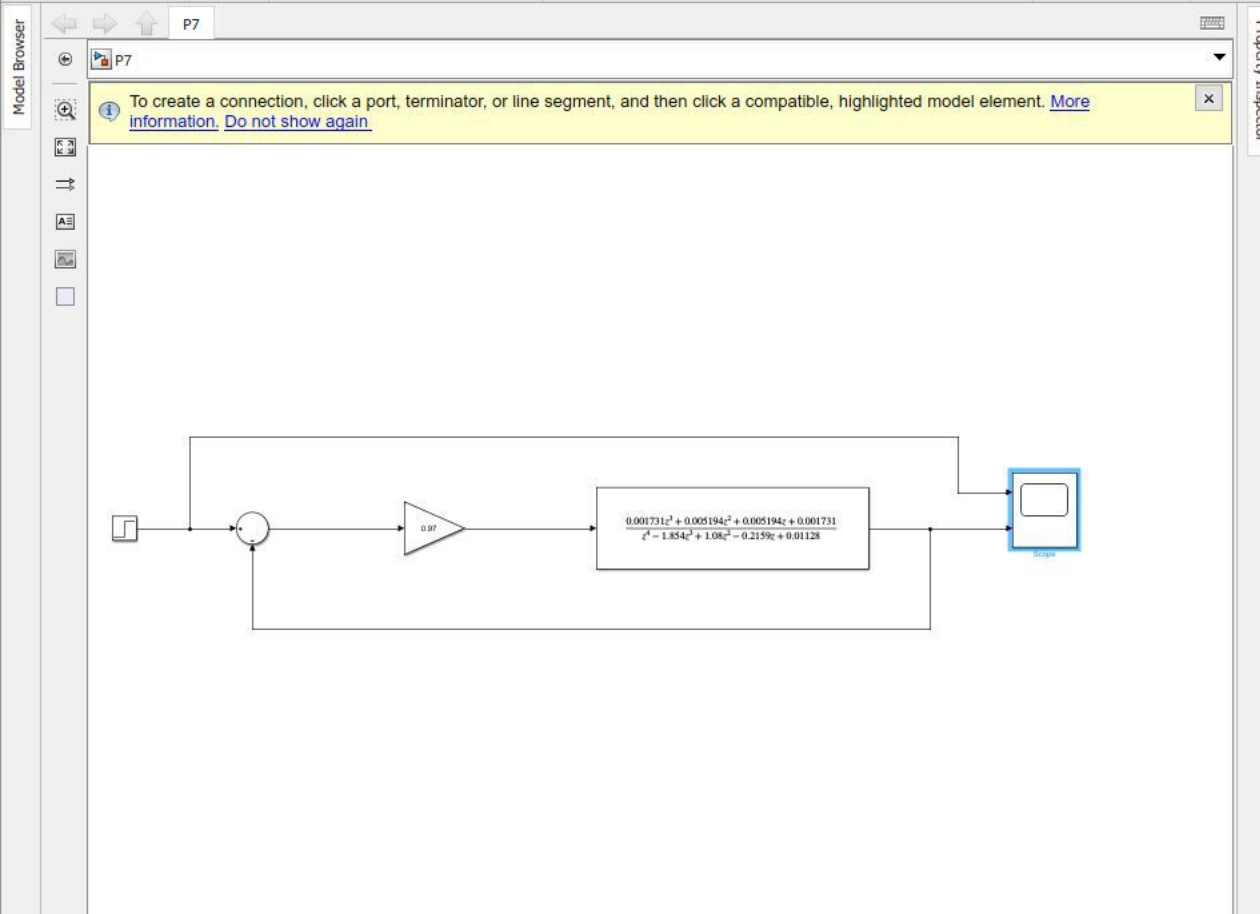 Model Browser
P7
P7
To create a connection, click a port, terminator, or line segment, and then click a compatible, highlighted model element. More
information. Do not show again
0.97
0.001731z³ + 0.005194z² + 0.005194z + 0.001731
z⁴ − 1.854z³ + 1.08z² − 0.2159z + 0.01128
Scope